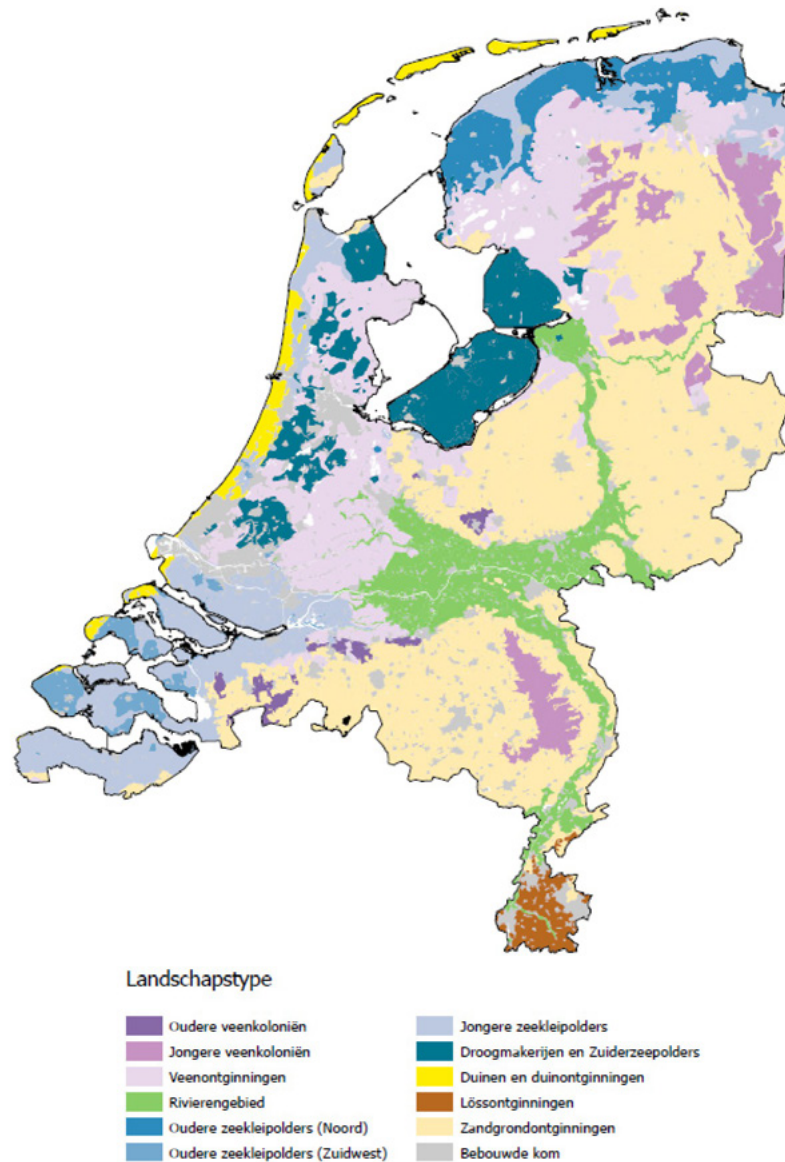 Landschapstype
Oudere veenkoloniën
Jongere veenkoloniën
Veenontginningen
Rivierengebied
Oudere zeekleipolders (Noord)
Oudere zeekleipolders (Zuidwest)
Jongere zeekleipolders
Droogmakerijen en Zuiderzeepolders
Duinen en duinontginningen
Lössontginningen
Zandgrondontginningen
Bebouwde kom